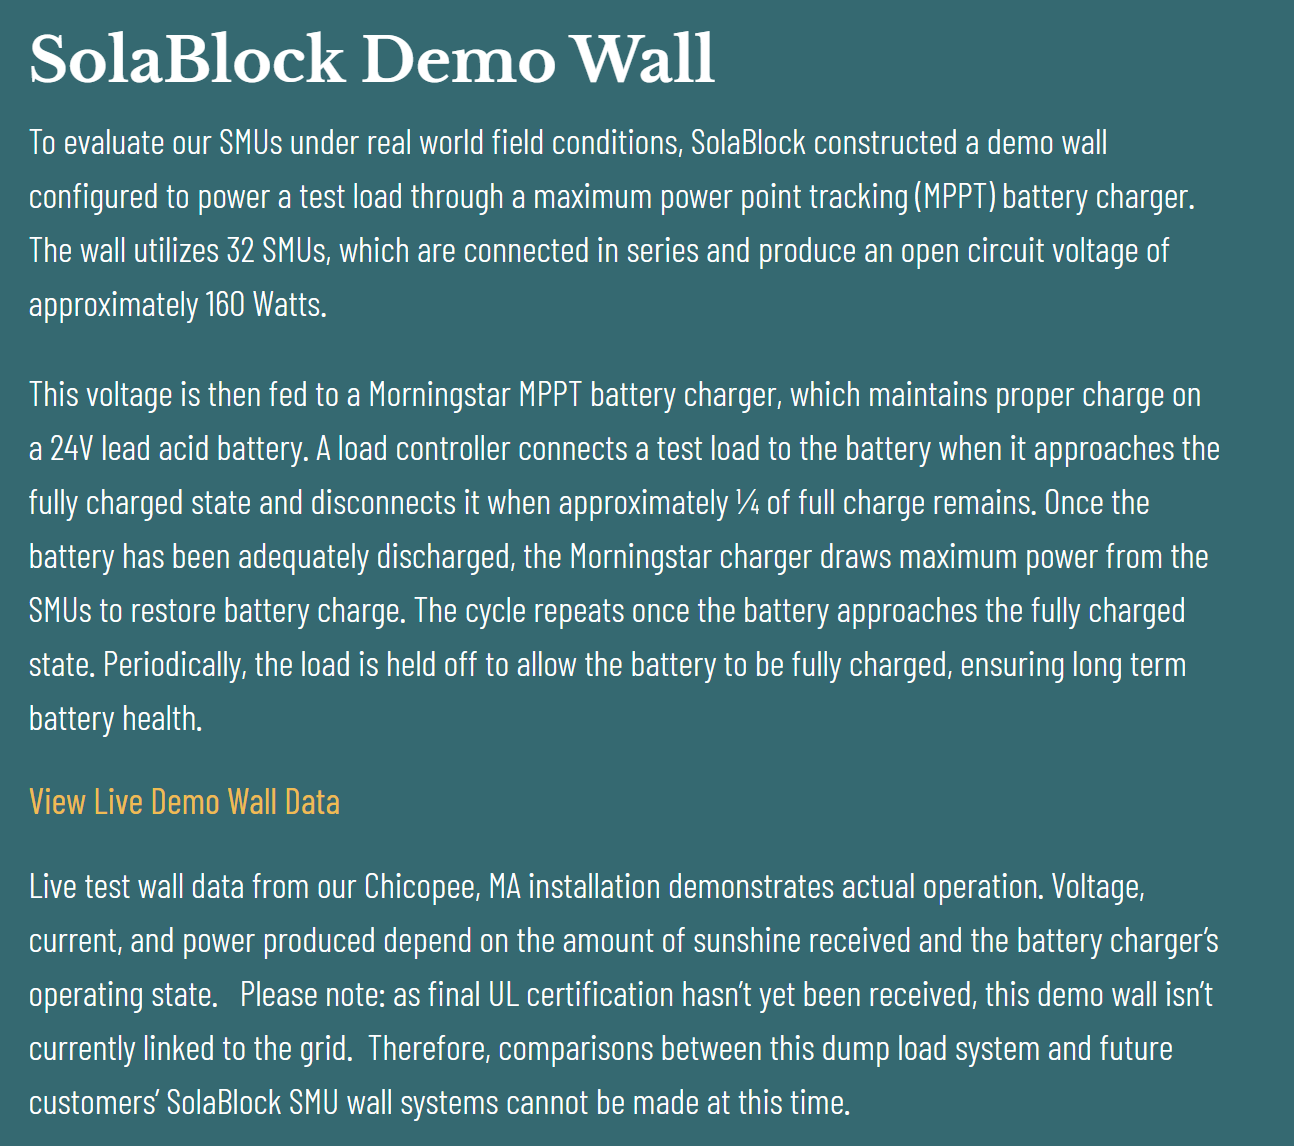 SolaBlock Demo Wall
To evaluate our SMUs under real world field conditions, SolaBlock constructed a demo wall
configured to power a test load through a maximum power point tracking (MPPT) battery charger.
The wall utilizes 32 SMUs, which are connected in series and produce an open circuit voltage of
approximately 160 Watts.
This voltage is then fed to a Morningstar MPPT battery charger, which maintains proper charge on
a 24V lead acid battery. A load controller connects a test load to the battery when it approaches the
fully charged state and disconnects it when approximately ¼ of full charge remains. Once the
battery has been adequately discharged, the Morningstar charger draws maximum power from the
SMUs to restore battery charge. The cycle repeats once the battery approaches the fully charged
state. Periodically, the load is held off to allow the battery to be fully charged, ensuring long term
battery health.
View Live Demo Wall Data
Live test wall data from our Chicopee, MA installation demonstrates actual operation. Voltage,
current, and power produced depend on the amount of sunshine received and the battery charger’s
operating state.   Please note: as final UL certification hasn’t yet been received, this demo wall isn’t
currently linked to the grid.  Therefore, comparisons between this dump load system and future
customers’ SolaBlock SMU wall systems cannot be made at this time.